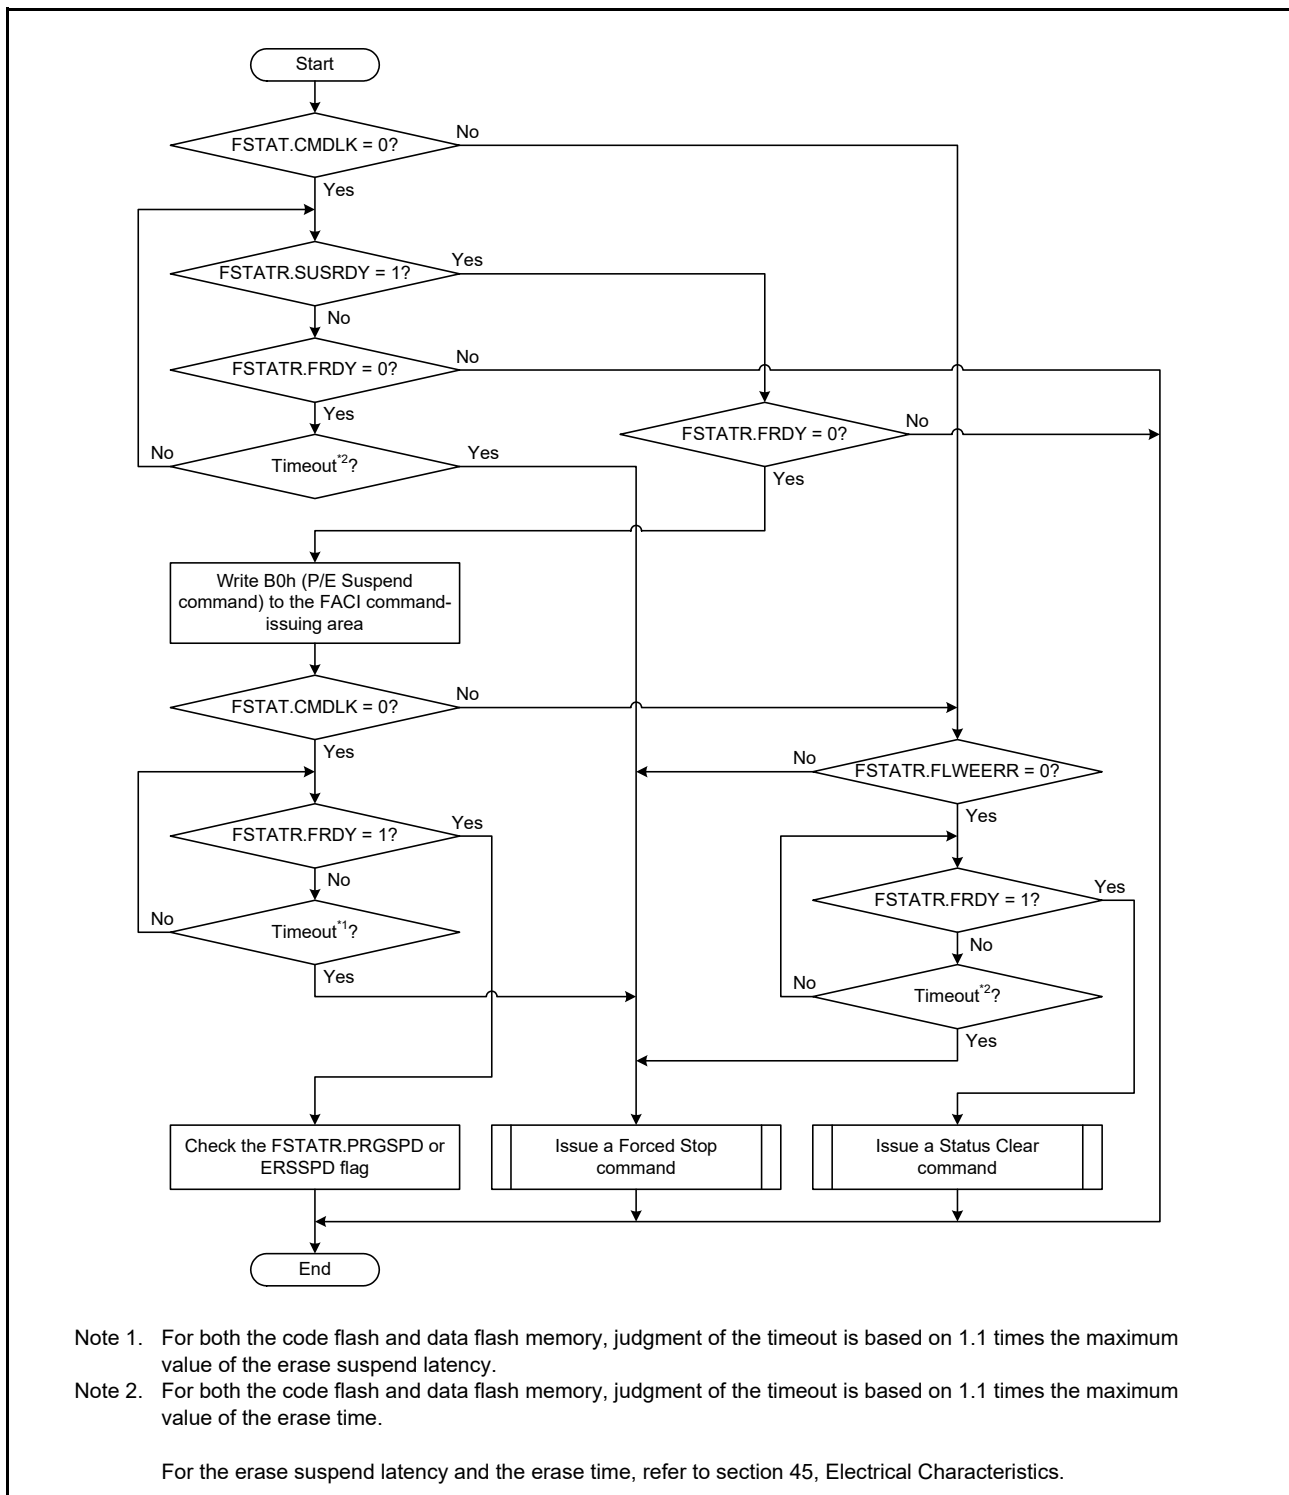 Start
FSTAT.CMDLK = 0?
No
Yes
FSTATR.SUSRDY = 1?
Yes
No
FSTATR.FRDY = 0?
No
Yes
FSTATR.FRDY = 0?
No
Yes
Timeout*2?
No
Yes
Write B0h (P/E Suspend
command) to the FACI command-
issuing area
FSTAT.CMDLK = 0?
No
Yes
FSTATR.FLWEERR = 0?
No
Yes
FSTATR.FRDY = 1?
Yes
No
FSTATR.FRDY = 1?
Yes
No
Timeout*1?
No
Yes
Timeout*2?
No
Yes
Check the FSTATR.PRGSPD or
ERSSPD flag
Issue a Forced Stop
command
Issue a Status Clear
command
End
Note 1. For both the code flash and data flash memory, judgment of the timeout is based on 1.1 times the maximum
value of the erase suspend latency.
Note 2. For both the code flash and data flash memory, judgment of the timeout is based on 1.1 times the maximum
value of the erase time.
For the erase suspend latency and the erase time, refer to section 45, Electrical Characteristics.